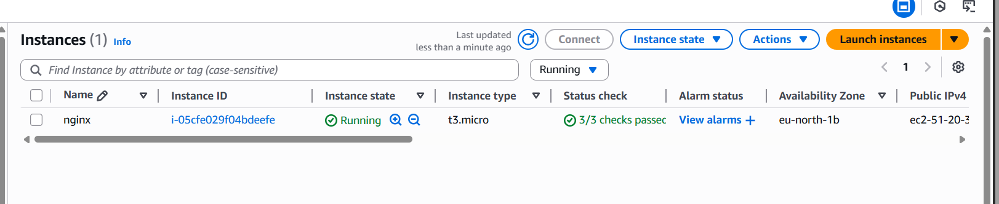 Instances (1) Info
Last updated
less than a minute ago
Connect
Instance state
Actions
Launch instances
Find Instance by attribute or tag (case-sensitive)
Running
1
Name Instance ID Instance state Instance type Status check Alarm status Availability Zone Public IPv4
nginx i-05cfe029f04bdeefe Running t3.micro 3/3 checks passed View alarms + eu-north-1b ec2-51-20-3